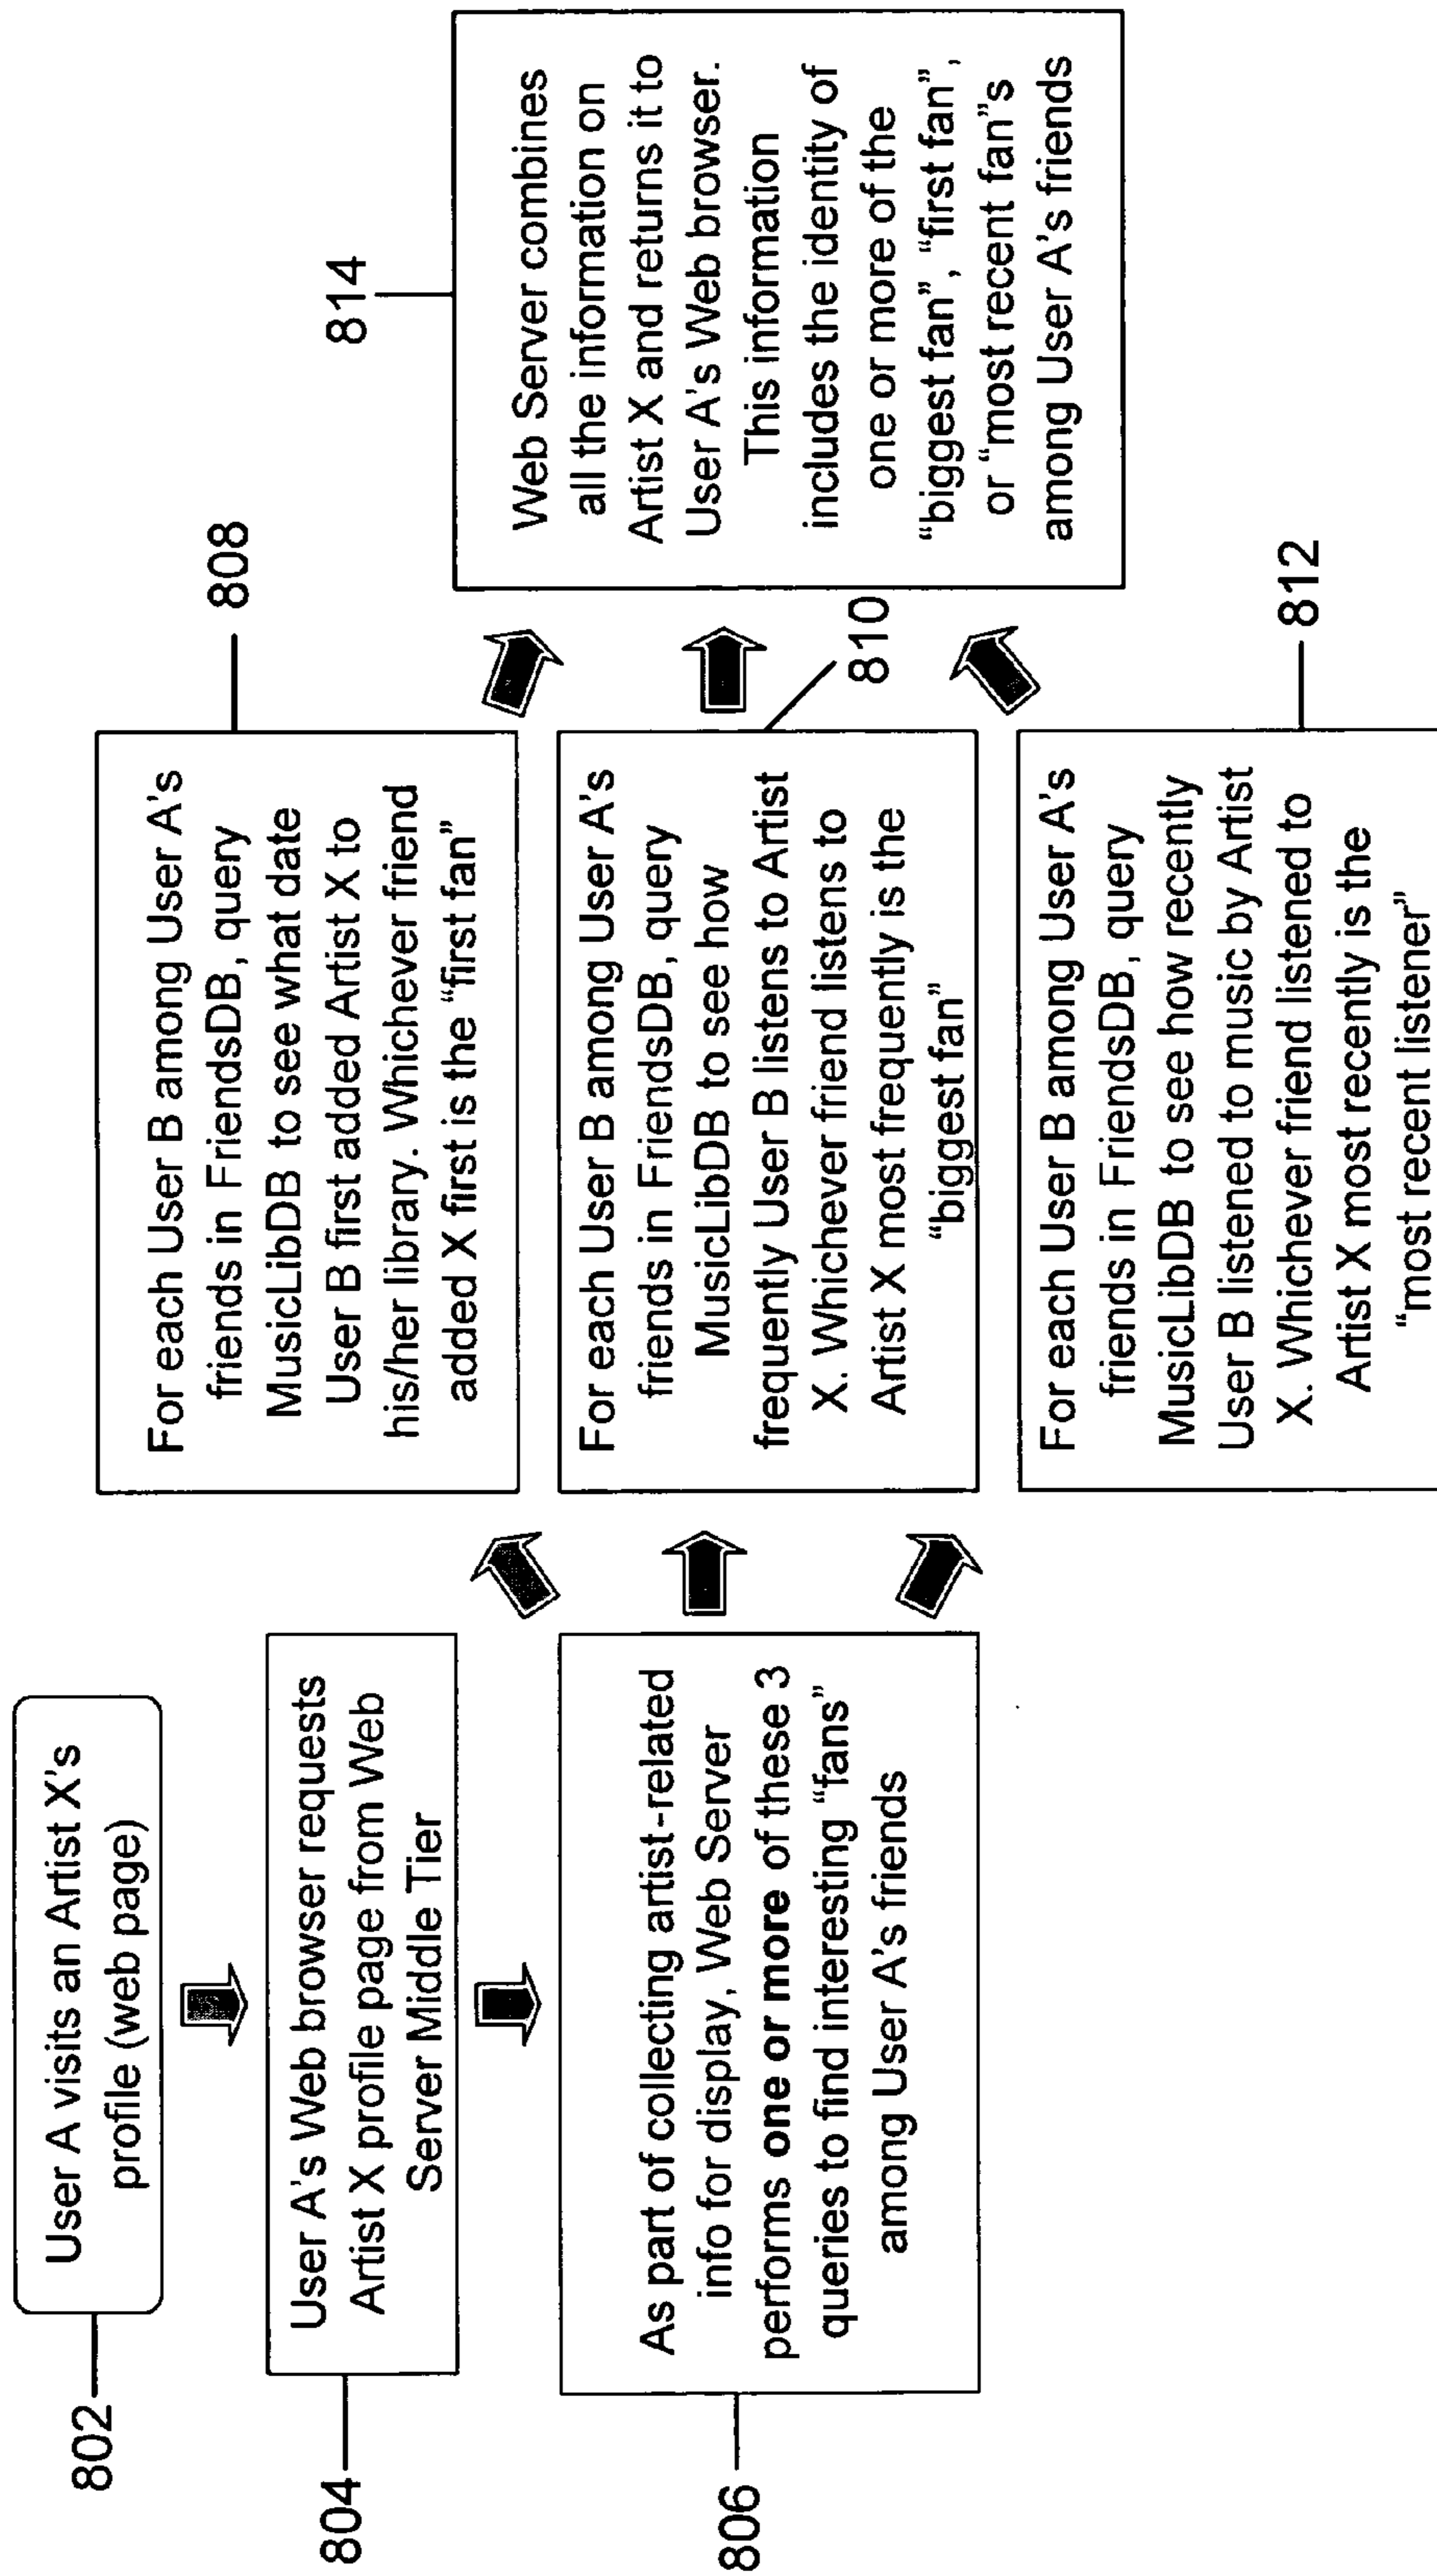 802
User A visits an Artist X's
profile (web page)
804
User A's Web browser requests
Artist X profile page from Web
Server Middle Tier
806
As part of collecting artist-related
info for display, Web Server
performs one or more of these 3
queries to find interesting “fans”
among User A's friends
808
For each User B among User A's
friends in FriendsDB, query
MusicLibDB to see what date
User B first added Artist X to
his/her library. Whichever friend
added X first is the “first fan”
810
For each User B among User A's
friends in FriendsDB, query
MusicLibDB to see how
frequently User B listens to Artist
X. Whichever friend listens to
Artist X most frequently is the
“biggest fan”
812
For each User B among User A's
friends in FriendsDB, query
MusicLibDB to see how recently
User B listened to music by Artist
X. Whichever friend listened to
Artist X most recently is the
“most recent listener”
814
Web Server combines
all the information on
Artist X and returns it to
User A's Web browser.
This information
includes the identity of
one or more of the
“biggest fan”, “first fan”,
or “most recent fan”s
among User A's friends